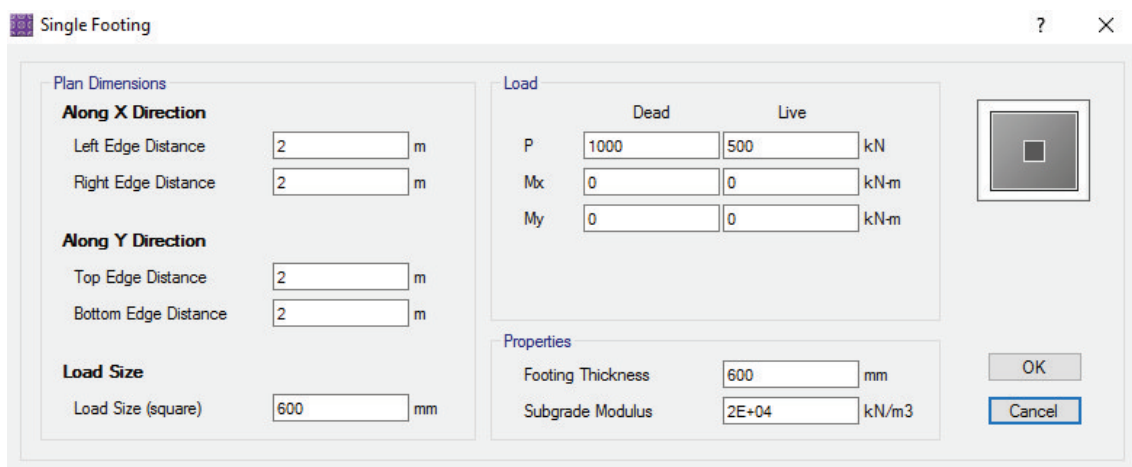 Single Footing ? ×
Plan Dimensions
Along X Direction
Left Edge Distance 2 m
Right Edge Distance 2 m
Along Y Direction
Top Edge Distance 2 m
Bottom Edge Distance 2 m
Load Size
Load Size (square) 600 mm
Load
Dead Live
P 1000 500 kN
Mx 0 0 kN-m
My 0 0 kN-m
Properties
Footing Thickness 600 mm
Subgrade Modulus 2E+04 kN/m3
OK
Cancel